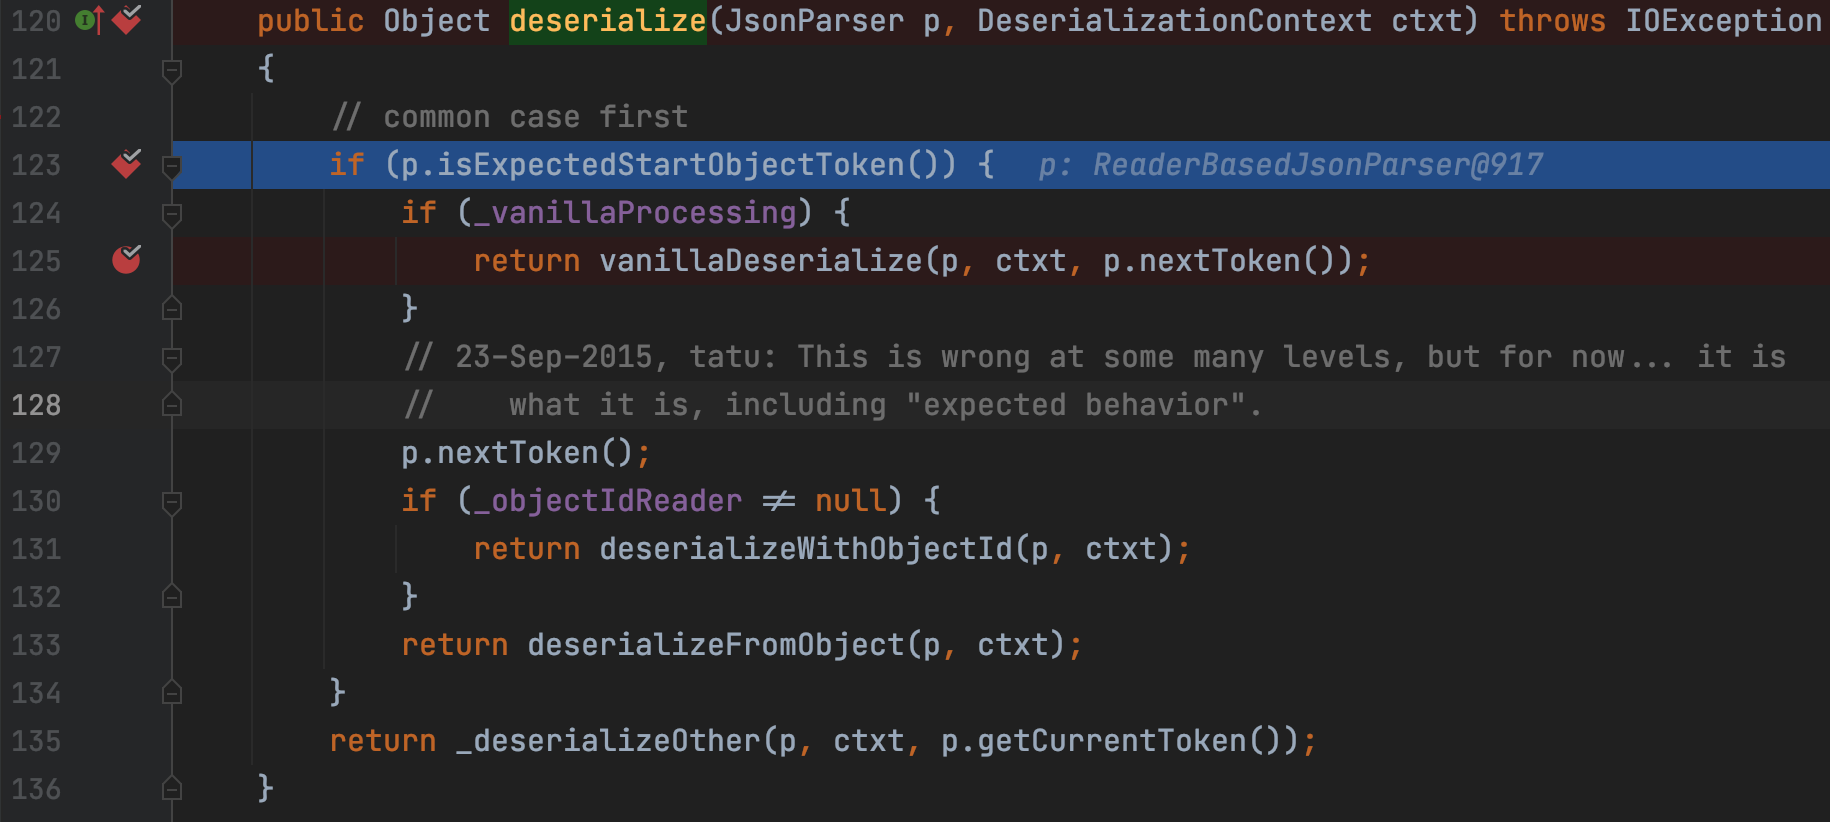 120 public Object deserialize(JsonParser p, DeserializationContext ctxt) throws IOException
121 {
122 // common case first
123 if (p.isExpectedStartObjectToken()) { p: ReaderBasedJsonParser@917
124 if (_vanillaProcessing) {
125 return vanillaDeserialize(p, ctxt, p.nextToken());
126 }
127 // 23-Sep-2015, tatu: This is wrong at some many levels, but for now... it is
128 // what it is, including "expected behavior".
129 p.nextToken();
130 if (_objectIdReader != null) {
131 return deserializeWithObjectId(p, ctxt);
132 }
133 return deserializeFromObject(p, ctxt);
134 }
135 return _deserializeOther(p, ctxt, p.getCurrentToken());
136 }